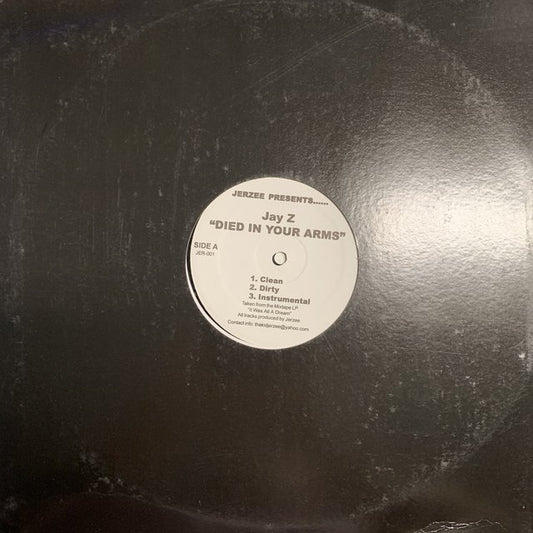 JERZEE PRESENTS......
Jay Z
"DIED IN YOUR ARMS"
SIDE A
JER-001
1. Clean
2. Dirty
3. Instrumental
Taken from the Mixtape LP
"It Was All A Dream"
All tracks produced by Jerzee
Contact info: thekidjerzee@yahoo.com